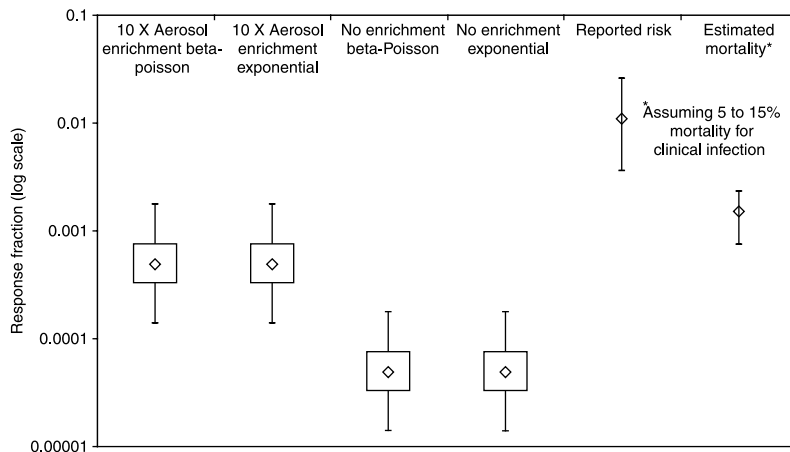 0.1
0.01
0.001
0.0001
0.00001
Response fraction (log scale)
10 X Aerosol
enrichment beta-
poisson
10 X Aerosol
enrichment
exponential
No enrichment
beta-Poisson
No enrichment
exponential
Reported risk
Estimated
mortality*
*Assuming 5 to 15%
mortality for
clinical infection